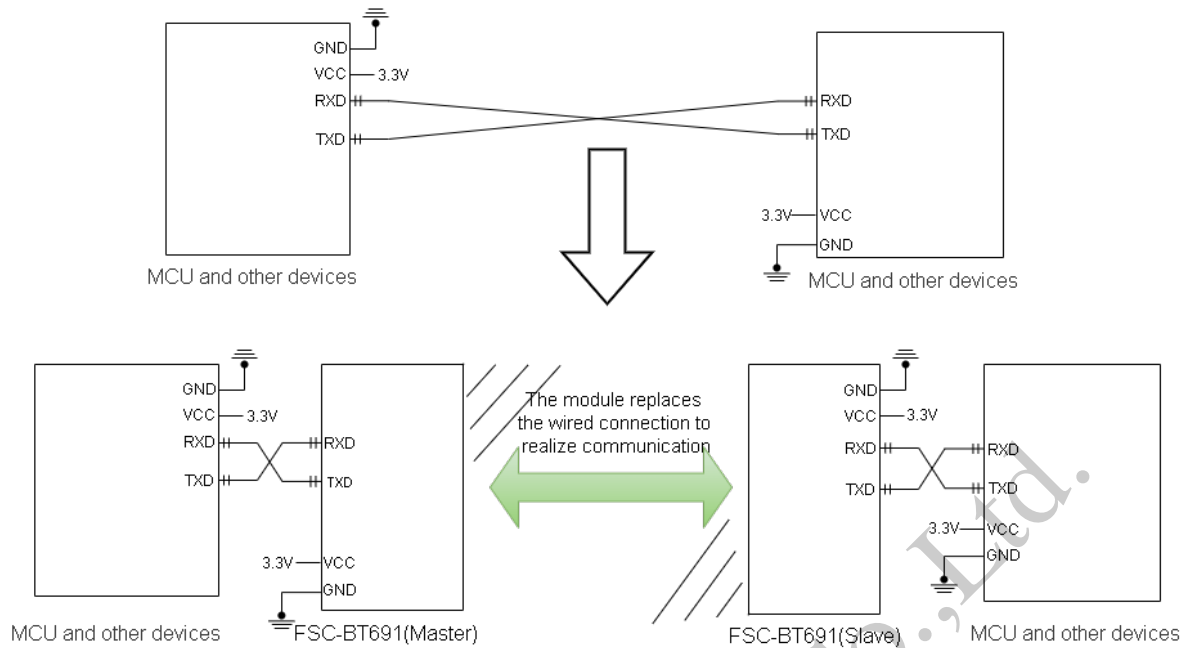 GND
VCC 3.3V
RXD
TXD
MCU and other devices
RXD
TXD
3.3V VCC
GND
MCU and other devices
GND
VCC 3.3V
RXD
TXD
MCU and other devices
RXD
TXD
3.3V VCC
GND
FSC-BT691(Master)
The module replaces
the wired connection to
realize communication
GND
VCC 3.3V
RXD
TXD
FSC-BT691(Slave)
RXD
TXD
3.3V VCC
GND
MCU and other devices
.,Ltd.